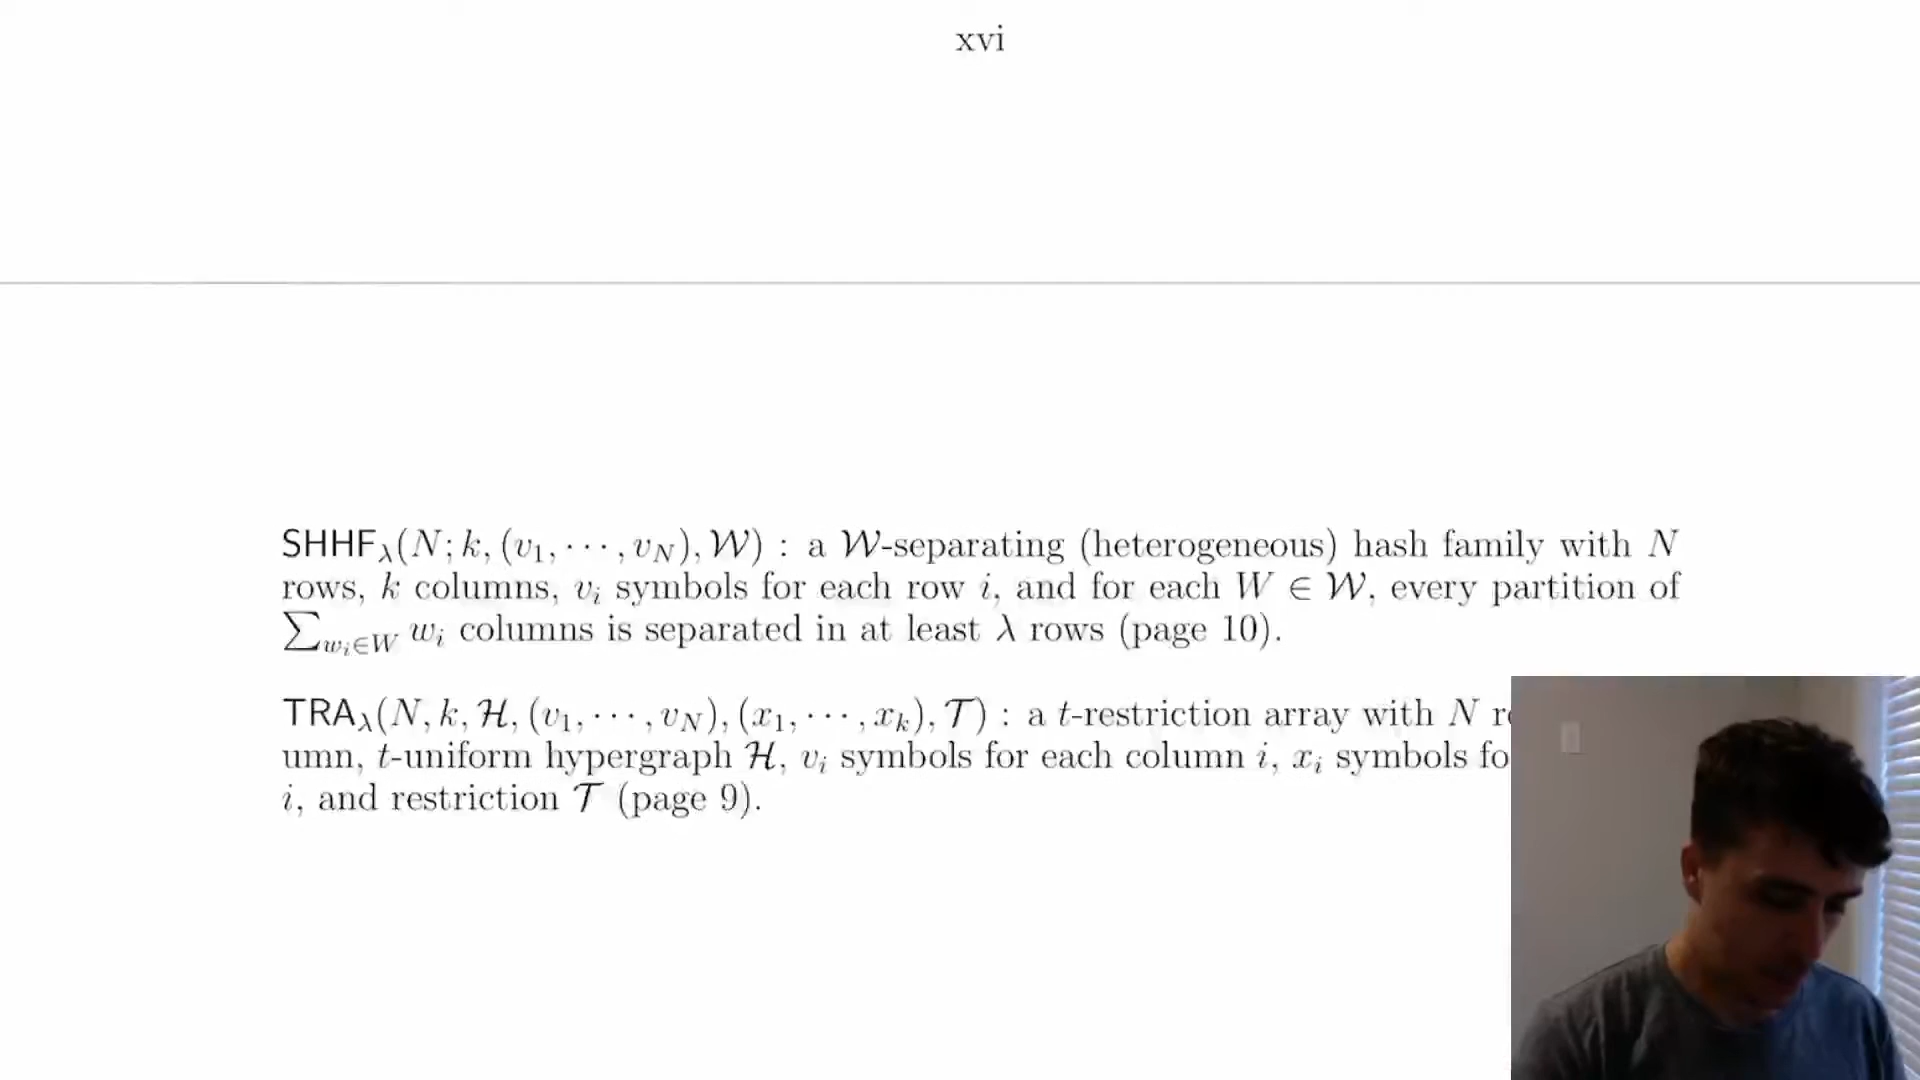 xvi
SHHF_λ(N; k, (v_1, ⋯, v_N), 𝒲) : a 𝒲-separating (heterogeneous) hash family with N
rows, k columns, v_i symbols for each row i, and for each W ∈ 𝒲, every partition of
∑_{w_i∈W} w_i columns is separated in at least λ rows (page 10).
TRA_λ(N, k, ℋ, (v_1, ⋯, v_N), (x_1, ⋯, x_k), 𝒯) : a t-restriction array with N
umn, t-uniform hypergraph ℋ, v_i symbols for each column i, x_i symbols
i, and restriction 𝒯 (page 9).